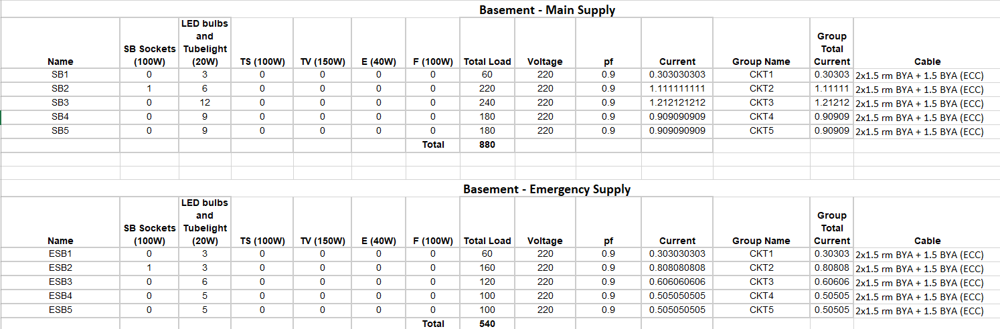 Basement - Main Supply
Name SB Sockets (100W) LED bulbs and Tubelight (20W) TS (100W) TV (150W) E (40W) F (100W) Total Load Voltage pf Current Group Name Group Total Current Cable
SB1 0 3 0 0 0 0 60 220 0.9 0.303030303 CKT1 0.30303 2x1.5 rm BYA + 1.5 BYA (ECC)
SB2 1 6 0 0 0 0 220 220 0.9 1.111111111 CKT2 1.11111 2x1.5 rm BYA + 1.5 BYA (ECC)
SB3 0 12 0 0 0 0 240 220 0.9 1.212121212 CKT3 1.21212 2x1.5 rm BYA + 1.5 BYA (ECC)
SB4 0 9 0 0 0 0 180 220 0.9 0.909090909 CKT4 0.90909 2x1.5 rm BYA + 1.5 BYA (ECC)
SB5 0 9 0 0 0 0 180 220 0.9 0.909090909 CKT5 0.90909 2x1.5 rm BYA + 1.5 BYA (ECC)
Total 880
Basement - Emergency Supply
Name SB Sockets (100W) LED bulbs and Tubelight (20W) TS (100W) TV (150W) E (40W) F (100W) Total Load Voltage pf Current Group Name Group Total Current Cable
ESB1 0 3 0 0 0 0 60 220 0.9 0.303030303 CKT1 0.30303 2x1.5 rm BYA + 1.5 BYA (ECC)
ESB2 1 3 0 0 0 0 160 220 0.9 0.808080808 CKT2 0.80808 2x1.5 rm BYA + 1.5 BYA (ECC)
ESB3 0 6 0 0 0 0 120 220 0.9 0.606060606 CKT3 0.60606 2x1.5 rm BYA + 1.5 BYA (ECC)
ESB4 0 5 0 0 0 0 100 220 0.9 0.505050505 CKT4 0.50505 2x1.5 rm BYA + 1.5 BYA (ECC)
ESB5 0 5 0 0 0 0 100 220 0.9 0.505050505 CKT5 0.50505 2x1.5 rm BYA + 1.5 BYA (ECC)
Total 540